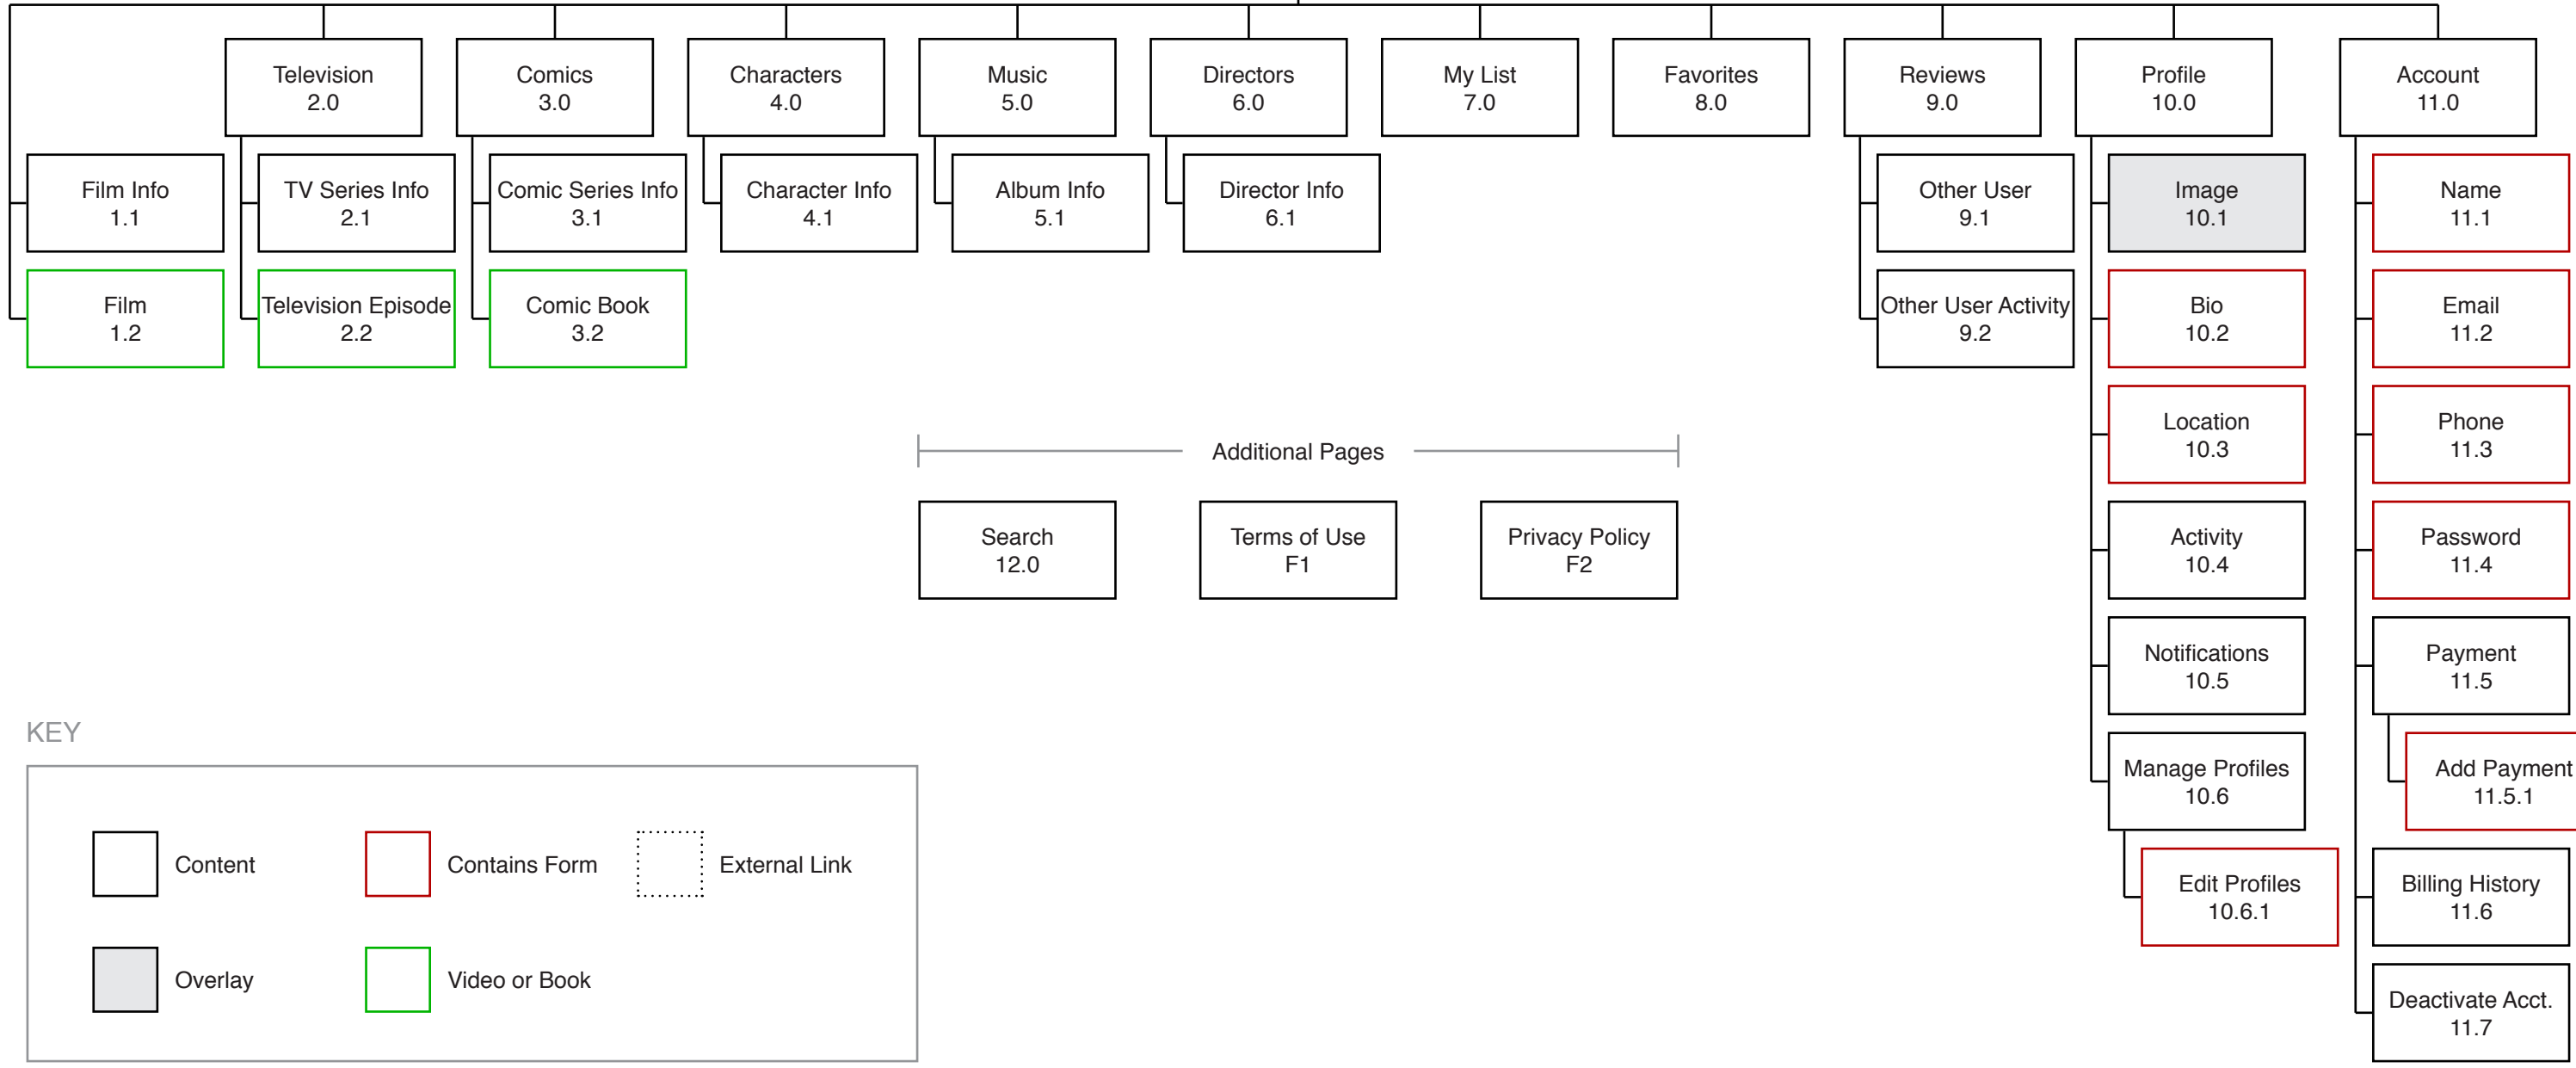 Television
2.0
Comics
3.0
Characters
4.0
Music
5.0
Directors
6.0
My List
7.0
Favorites
8.0
Reviews
9.0
Profile
10.0
Account
11.0
Film Info
1.1
TV Series Info
2.1
Comic Series Info
3.1
Character Info
4.1
Album Info
5.1
Director Info
6.1
Other User
9.1
Image
10.1
Name
11.1
Film
1.2
Television Episode
2.2
Comic Book
3.2
Other User Activity
9.2
Bio
10.2
Email
11.2
Location
10.3
Phone
11.3
Additional Pages
Search
12.0
Terms of Use
F1
Privacy Policy
F2
Activity
10.4
Password
11.4
Notifications
10.5
Payment
11.5
Manage Profiles
10.6
Add Payment
11.5.1
Edit Profiles
10.6.1
Billing History
11.6
Deactivate Acct.
11.7
KEY
Content
Contains Form
External Link
Overlay
Video or Book